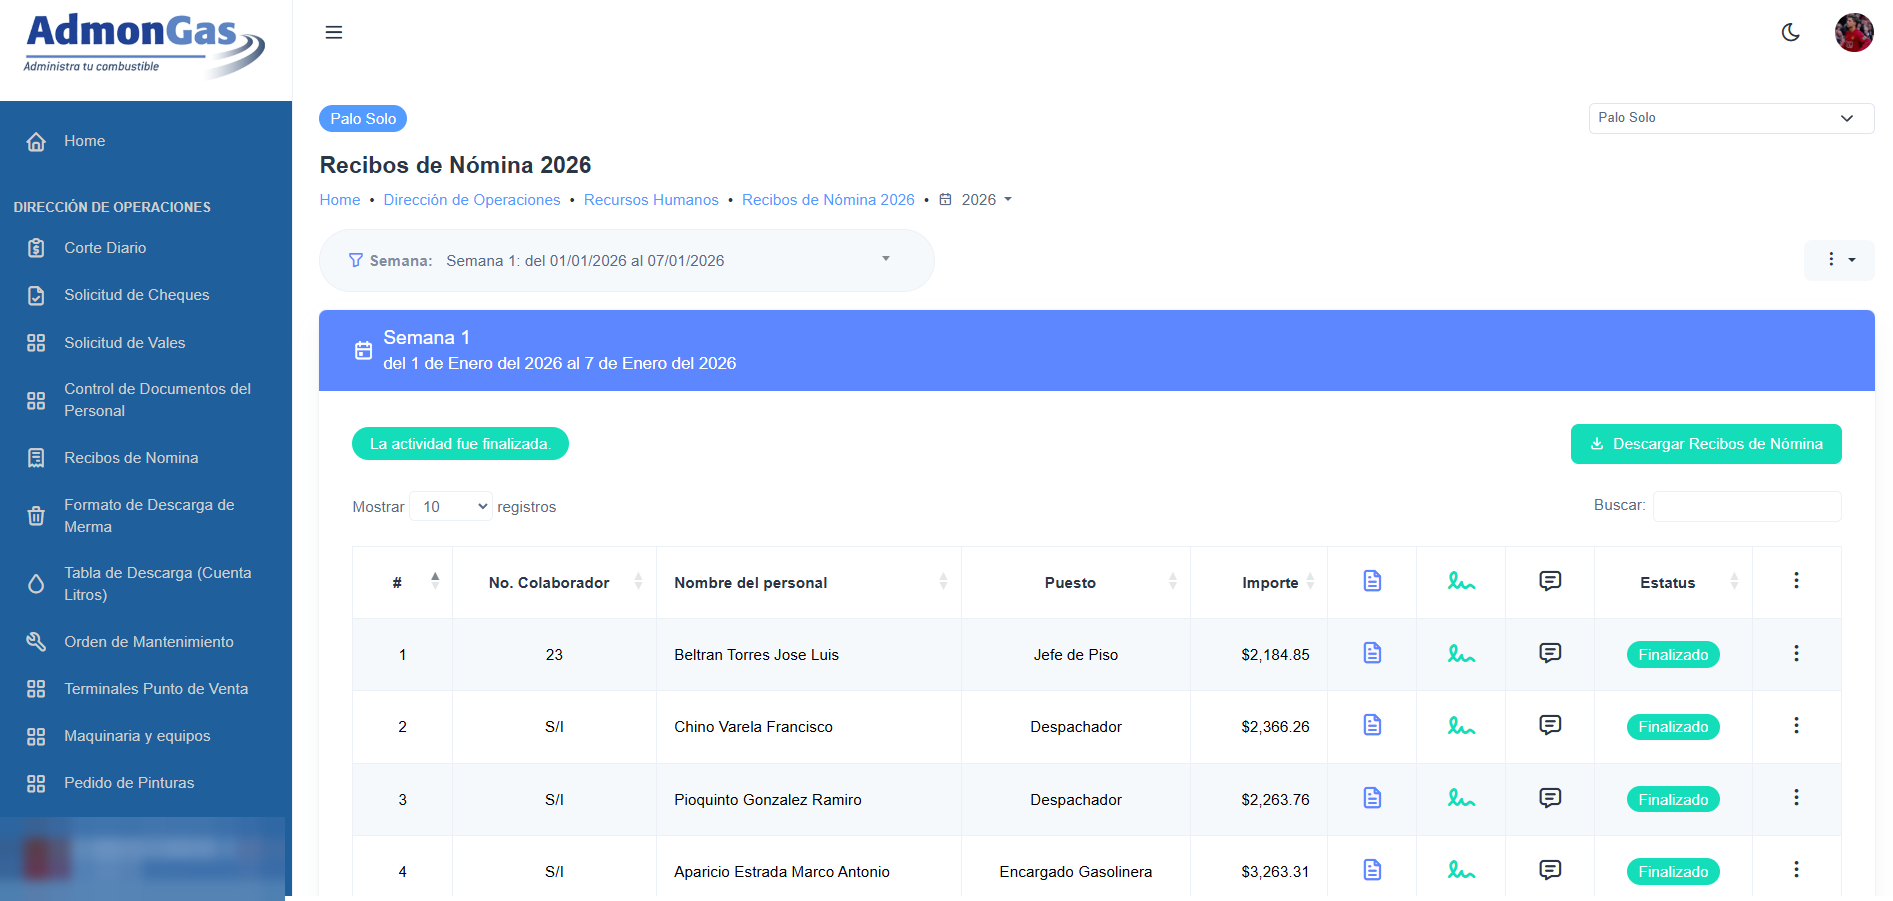 AdmonGas
Administra tu combustible
Home
DIRECCIÓN DE OPERACIONES
Corte Diario
Solicitud de Cheques
Solicitud de Vales
Control de Documentos del
Personal
Recibos de Nomina
Formato de Descarga de
Merma
Tabla de Descarga (Cuenta
Litros)
Orden de Mantenimiento
Terminales Punto de Venta
Maquinaria y equipos
Pedido de Pinturas
Palo Solo
Palo Solo
Recibos de Nómina 2026
Home • Dirección de Operaciones • Recursos Humanos • Recibos de Nómina 2026 • 2026
Semana: Semana 1: del 01/01/2026 al 07/01/2026
Semana 1
del 1 de Enero del 2026 al 7 de Enero del 2026
La actividad fue finalizada.
Descargar Recibos de Nómina
Mostrar 10 registros
Buscar:
# No. Colaborador Nombre del personal Puesto Importe Estatus
1 23 Beltran Torres Jose Luis Jefe de Piso $2,184.85 Finalizado
2 S/I Chino Varela Francisco Despachador $2,366.26 Finalizado
3 S/I Pioquinto Gonzalez Ramiro Despachador $2,263.76 Finalizado
4 S/I Aparicio Estrada Marco Antonio Encargado Gasolinera $3,263.31 Finalizado